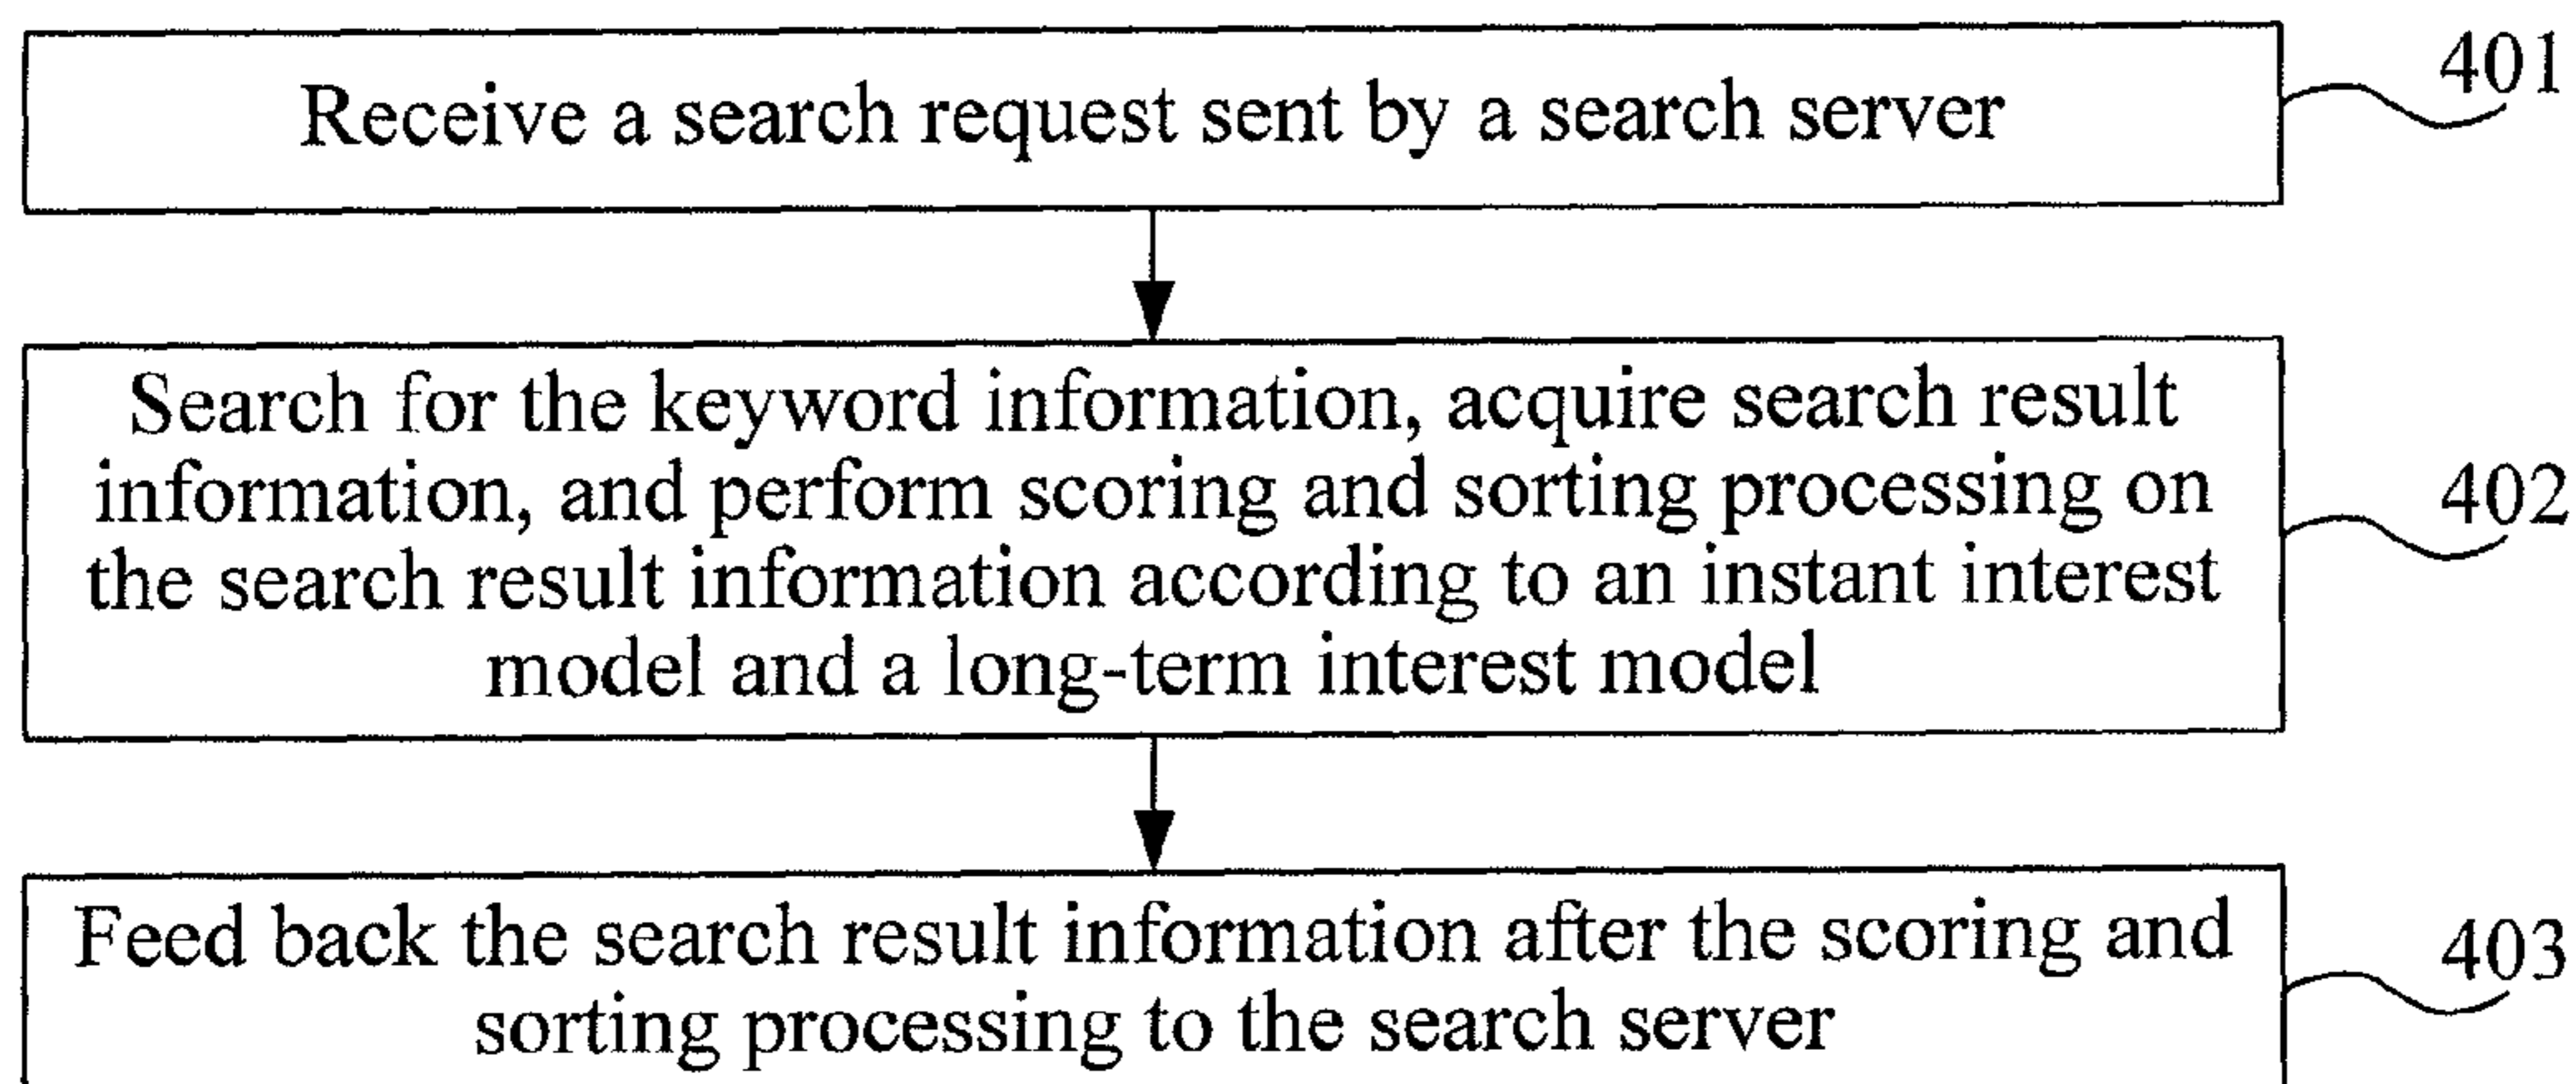 Receive a search request sent by a search server
401
Search for the keyword information, acquire search result
information, and perform scoring and sorting processing on
the search result information according to an instant interest
model and a long-term interest model
402
Feed back the search result information after the scoring and
sorting processing to the search server
403